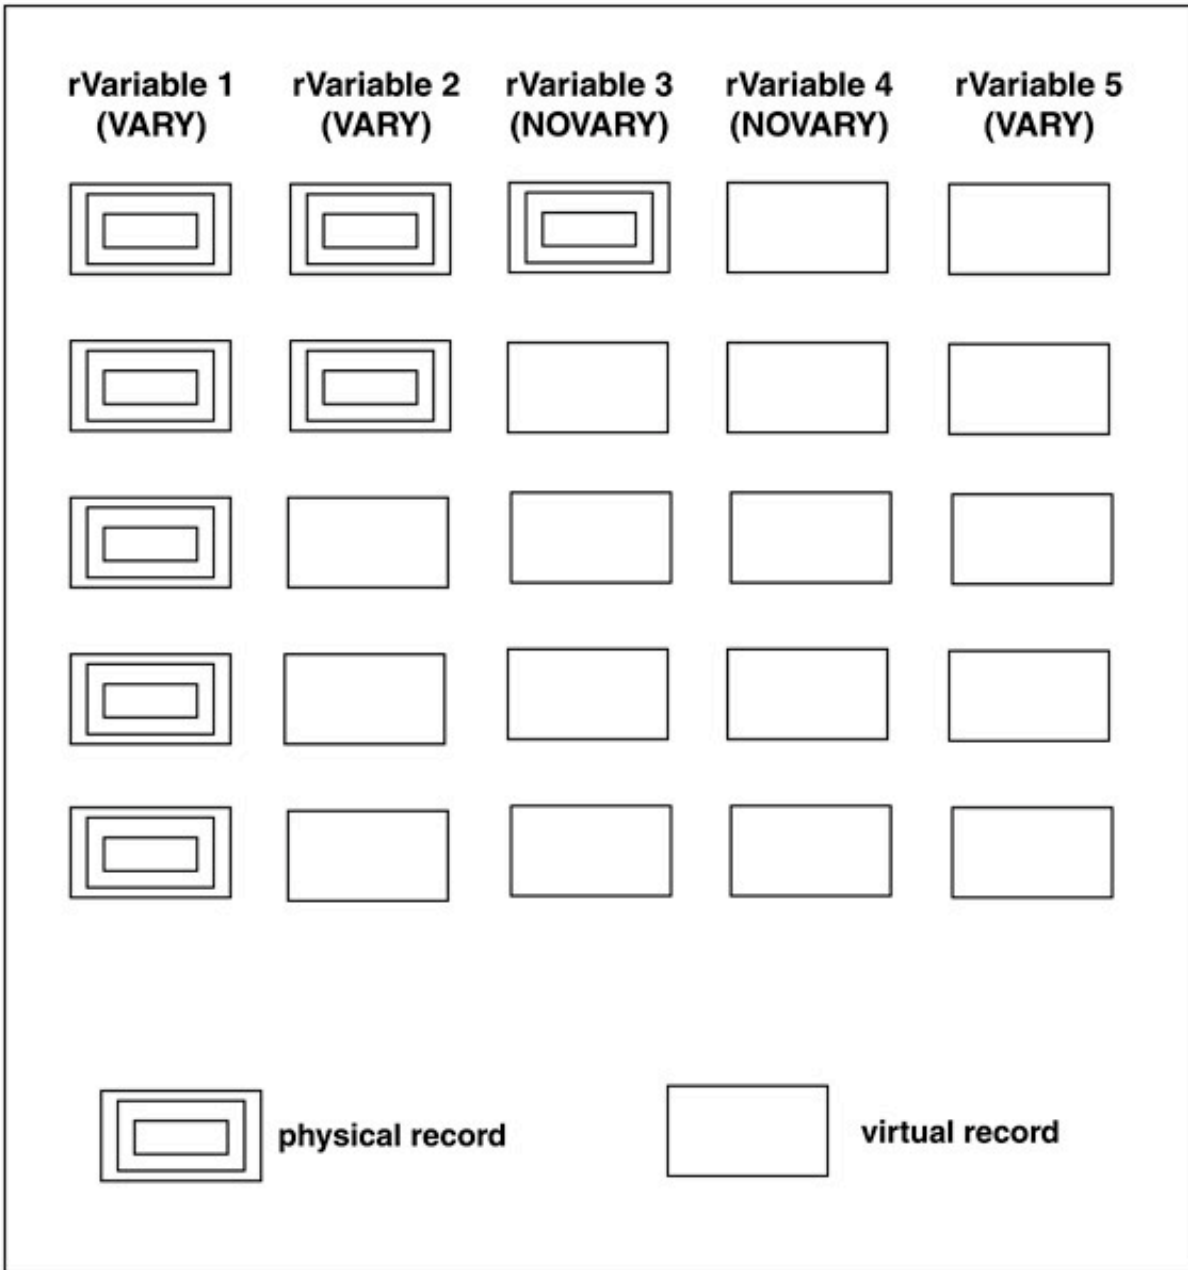 rVariable 1 rVariable 2 rVariable 3 rVariable 4 rVariable 5
(VARY) (VARY) (NOVARY) (NOVARY) (VARY)
physical record virtual record